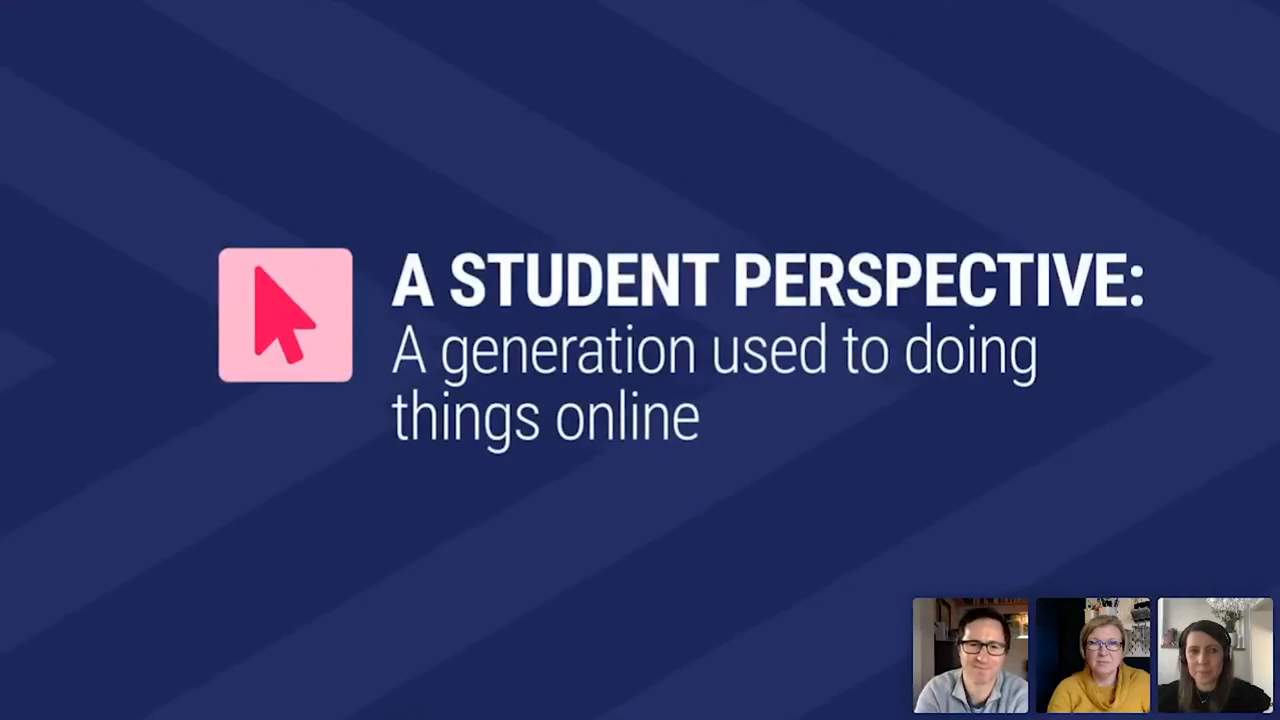 A STUDENT PERSPECTIVE:
A generation used to doing
things online